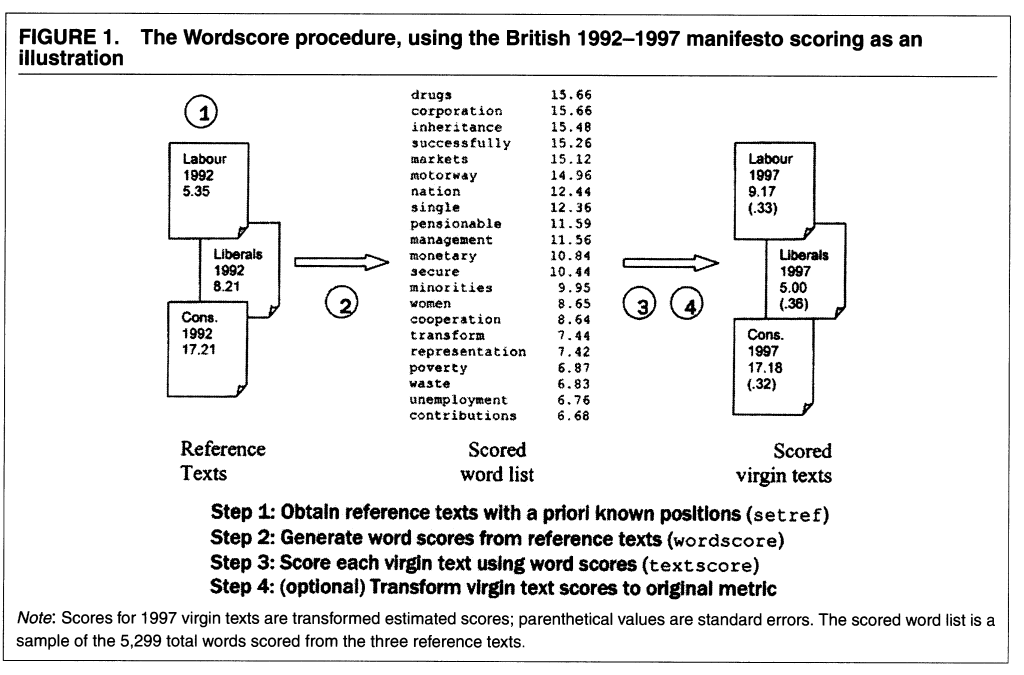 FIGURE 1. The Wordscore procedure, using the British 1992–1997 manifesto scoring as an
illustration
1
Labour
1992
5.35
Liberals
1992
8.21
Cons.
1992
17.21
Reference
Texts
2
drugs 15.66
corporation 15.66
inheritance 15.48
successfully 15.26
markets 15.12
motorway 14.96
nation 12.44
single 12.36
pensionable 11.59
management 11.56
monetary 10.84
secure 10.44
minorities 9.95
women 8.65
cooperation 8.64
transform 7.44
representation 7.42
poverty 6.87
waste 6.83
unemployment 6.76
contributions 6.68
Scored
word list
3 4
Labour
1997
9.17
(.33)
Liberals
1997
5.00
(.36)
Cons.
1997
17.18
(.32)
Scored
virgin texts
Step 1: Obtain reference texts with a priori known positions (setref)
Step 2: Generate word scores from reference texts (wordscore)
Step 3: Score each virgin text using word scores (textscore)
Step 4: (optional) Transform virgin text scores to original metric
Note: Scores for 1997 virgin texts are transformed estimated scores; parenthetical values are standard errors. The scored word list is a
sample of the 5,299 total words scored from the three reference texts.